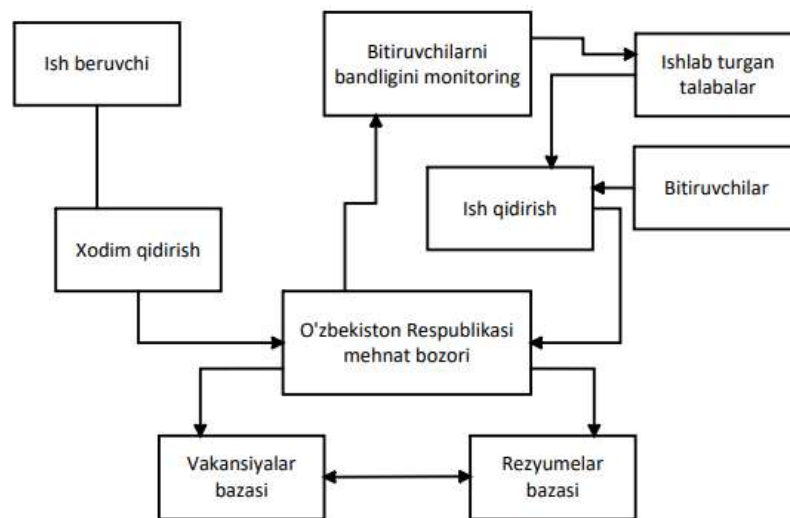 Ish beruvchi
Bitiruvchilarni
bandligini monitoring
Ishlab turgan
talabalar
Ish qidirish
Bitiruvchilar
Xodim qidirish
O'zbekiston Respublikasi
mehnat bozori
Vakansiyalar
bazasi
Rezyumelar
bazasi